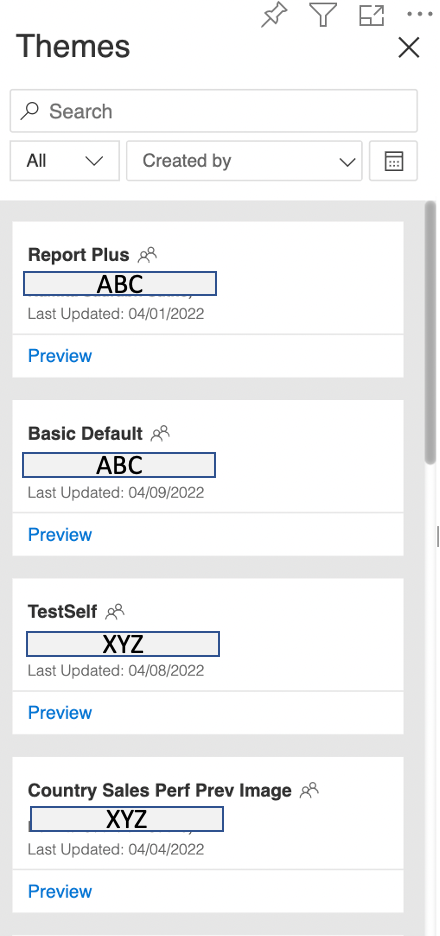 Themes
Search
All
Created by
Report Plus
ABC
Last Updated: 04/01/2022
Preview
Basic Default
ABC
Last Updated: 04/09/2022
Preview
TestSelf
XYZ
Last Updated: 04/08/2022
Preview
Country Sales Perf Prev Image
XYZ
Last Updated: 04/04/2022
Preview